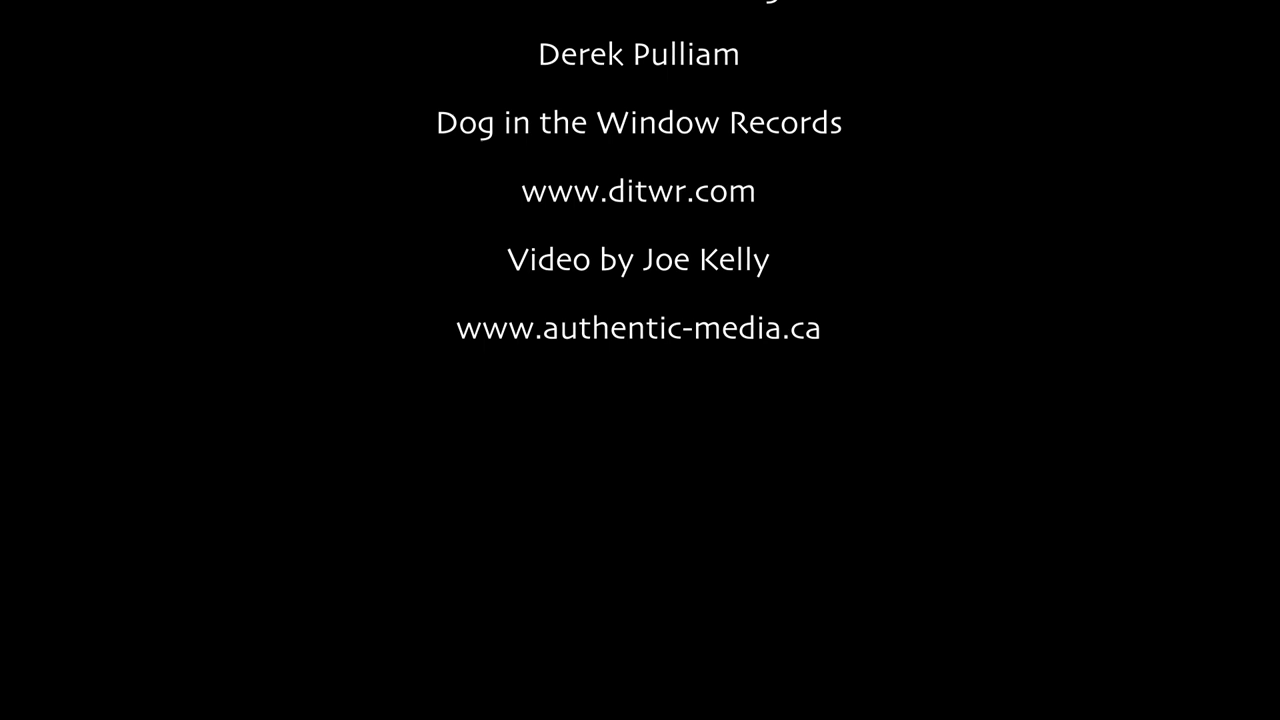 Derek Pulliam
Dog in the Window Records
www.ditwr.com
Video by Joe Kelly
www.authentic-media.ca